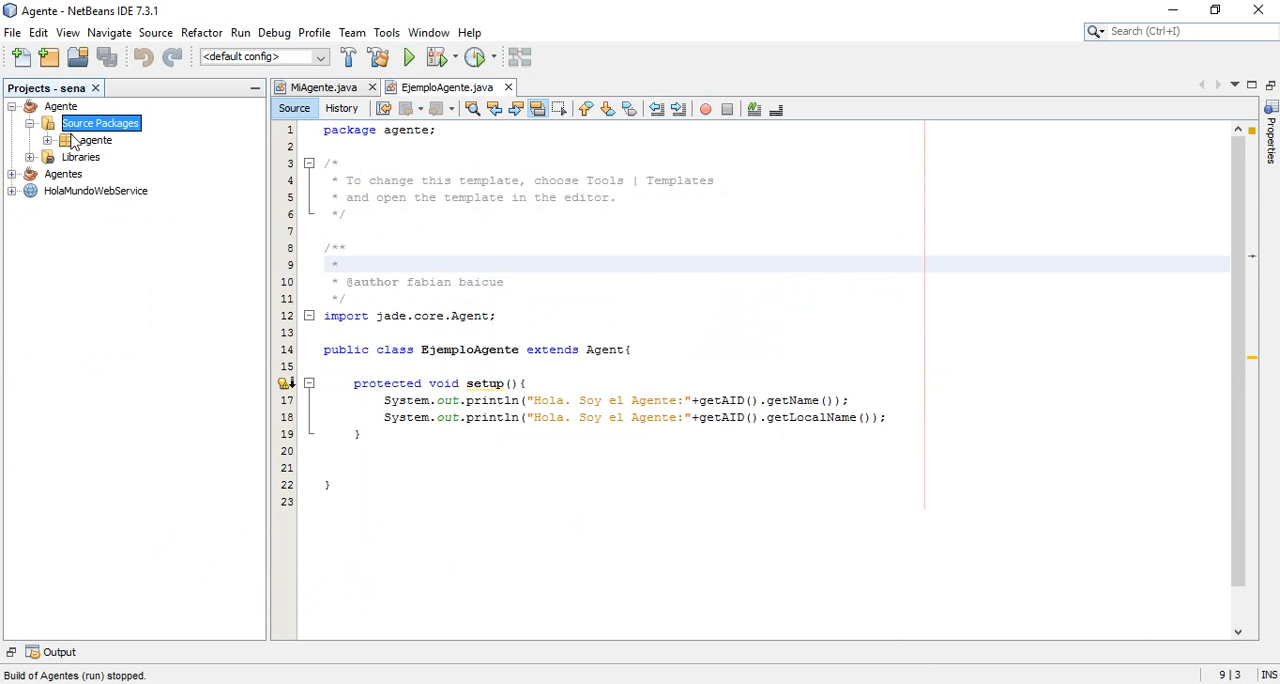 Agente - NetBeans IDE 7.3.1
File Edit View Navigate Source Refactor Run Debug Profile Team Tools Window Help
Search (Ctrl+I)
<default config>
Projects - sena
MiAgente.java
EjemploAgente.java
Source History
Agente
Source Packages
agente
Libraries
Agentes
HolaMundoWebService
1 package agente;
2
3 /*
4 * To change this template, choose Tools | Templates
5 * and open the template in the editor.
6 */
7
8 /**
9 *
10 * @author fabian baicue
11 */
12 import jade.core.Agent;
13
14 public class EjemploAgente extends Agent{
15
protected void setup(){
17 System.out.println("Hola. Soy el Agente:"+getAID().getName());
18 System.out.println("Hola. Soy el Agente:"+getAID().getLocalName());
19 }
20
21
22 }
23
Properties
Output
Build of Agentes (run) stopped.
9 | 3 INS